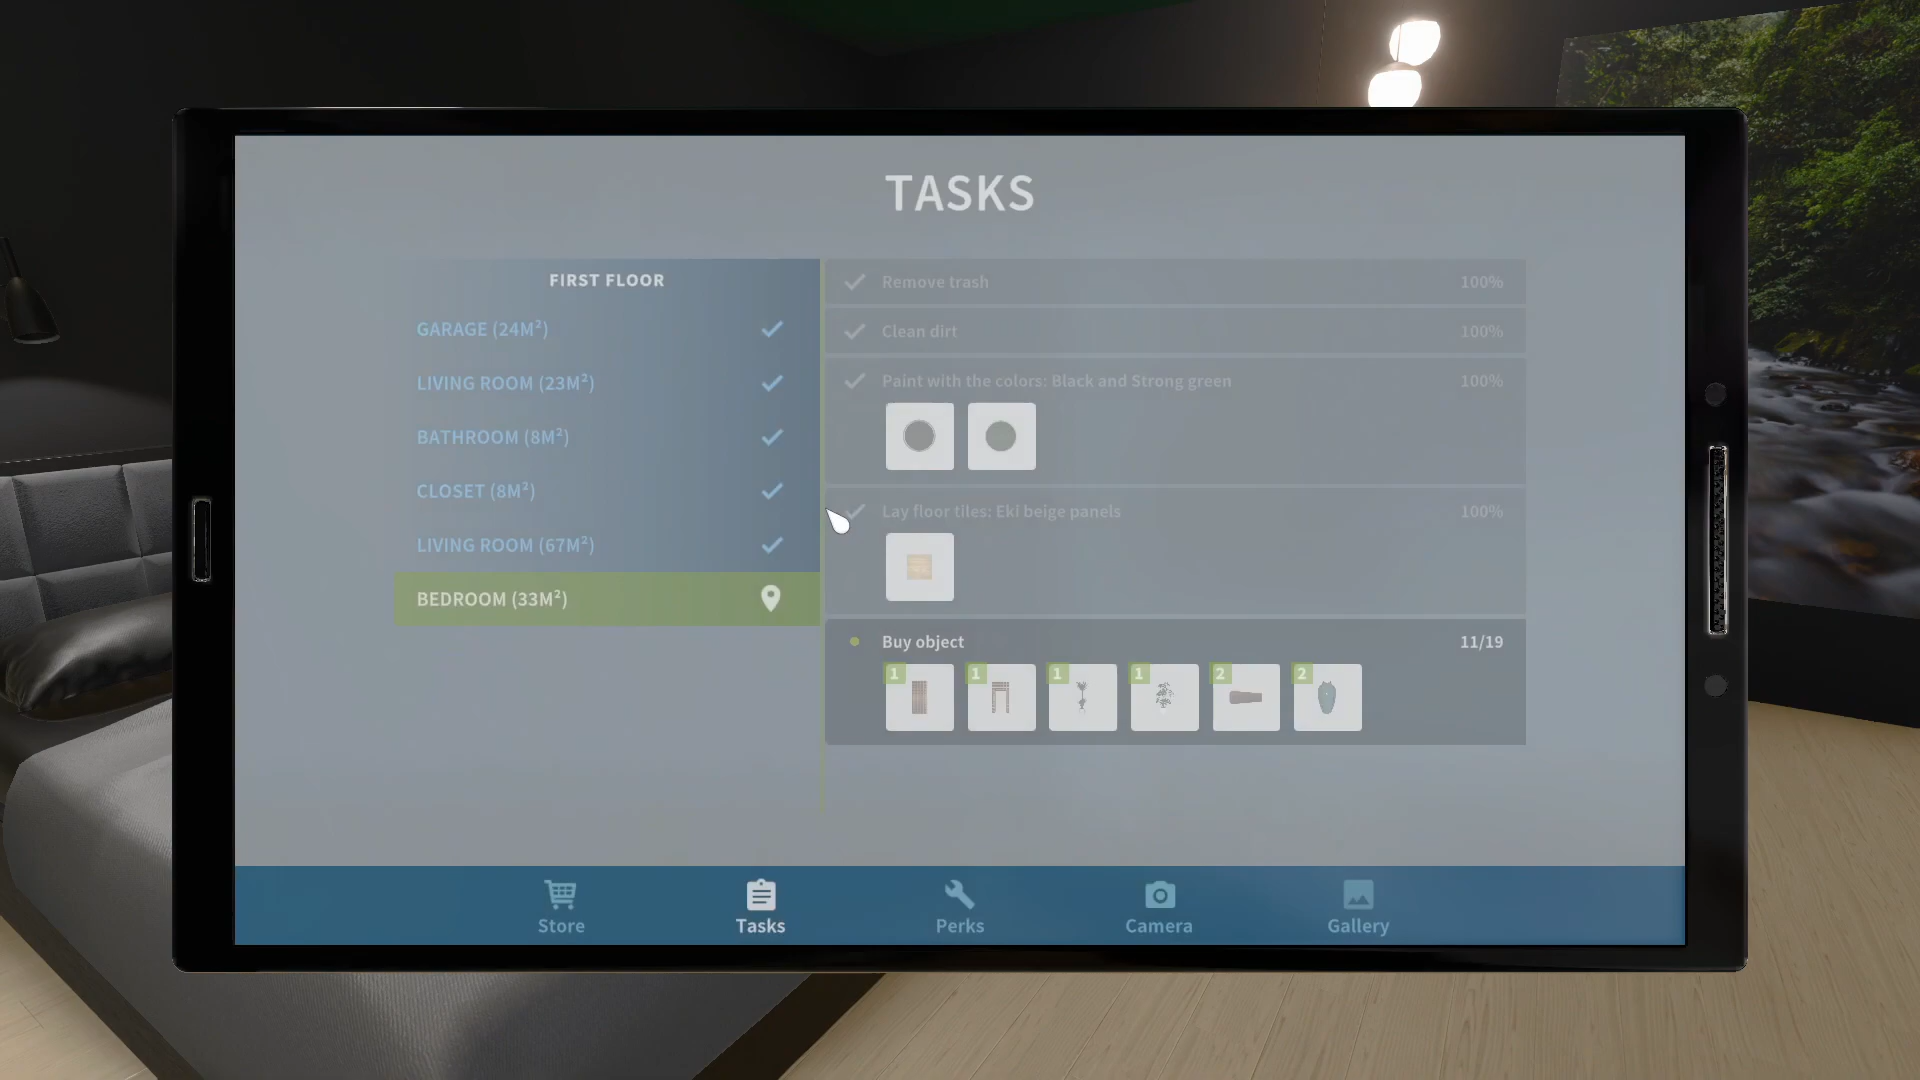 TASKS
FIRST FLOOR
GARAGE (24M²)
LIVING ROOM (23M²)
BATHROOM (8M²)
CLOSET (8M²)
LIVING ROOM (67M²)
BEDROOM (33M²)
Remove trash 100%
Clean dirt 100%
Paint with the colors: Black and Strong green 100%
Lay floor tiles: Eki beige panels 100%
Buy object 11/19
1 1 1 1 2 2
Store Tasks Perks Camera Gallery